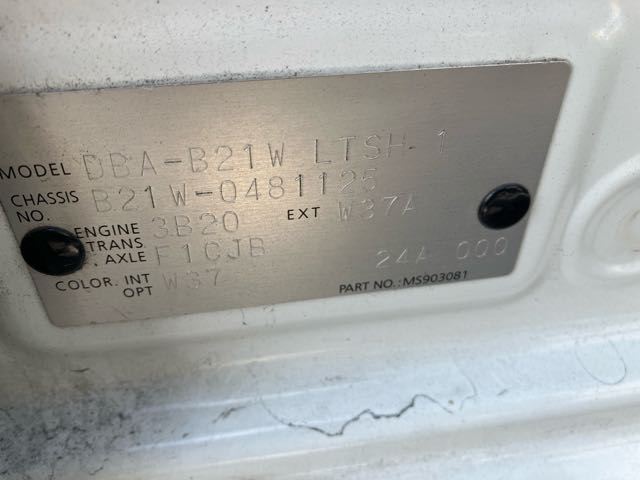 MODEL DBA-B21W LTSH 1
CHASSIS NO. B21W-0481125
ENGINE 3B20 EXT W37A
TRANS. AXLE F1CJB 24A 000
COLOR. INT OPT W37
PART NO.:MS903081